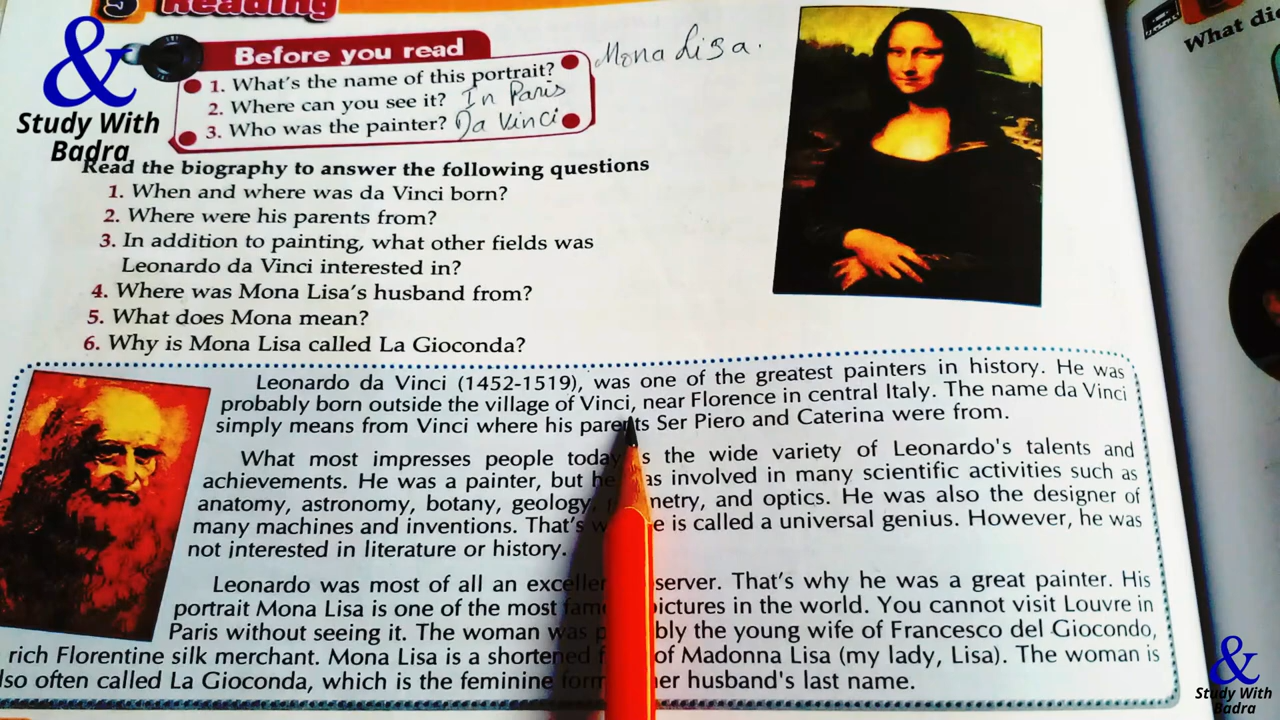 5 Reading
&
Study With
Badra
Before you read
1. What's the name of this portrait? Mona Lisa.
2. Where can you see it? In Paris
3. Who was the painter? Da Vinci
Read the biography to answer the following questions
1. When and where was da Vinci born?
2. Where were his parents from?
3. In addition to painting, what other fields was
Leonardo da Vinci interested in?
4. Where was Mona Lisa's husband from?
5. What does Mona mean?
6. Why is Mona Lisa called La Gioconda?
Leonardo da Vinci (1452-1519), was one of the greatest painters in history. He was
probably born outside the village of Vinci, near Florence in central Italy. The name da Vinci
simply means from Vinci where his parents Ser Piero and Caterina were from.
What most impresses people today is the wide variety of Leonardo's talents and
achievements. He was a painter, but he was involved in many scientific activities such as
anatomy, astronomy, botany, geology, and optics. He was also the designer of
many machines and inventions. That's is called a universal genius. However, he was
not interested in literature or history.
Leonardo was most of all an excellent observer. That's why he was a great painter. His
portrait Mona Lisa is one of the most famous pictures in the world. You cannot visit Louvre in
Paris without seeing it. The woman was probably the young wife of Francesco del Giocondo,
rich Florentine silk merchant. Mona Lisa is a shortened of Madonna Lisa (my lady, Lisa). The woman is
lso often called La Gioconda, which is the feminine form her husband's last name.
What di
&
Study With
Badra